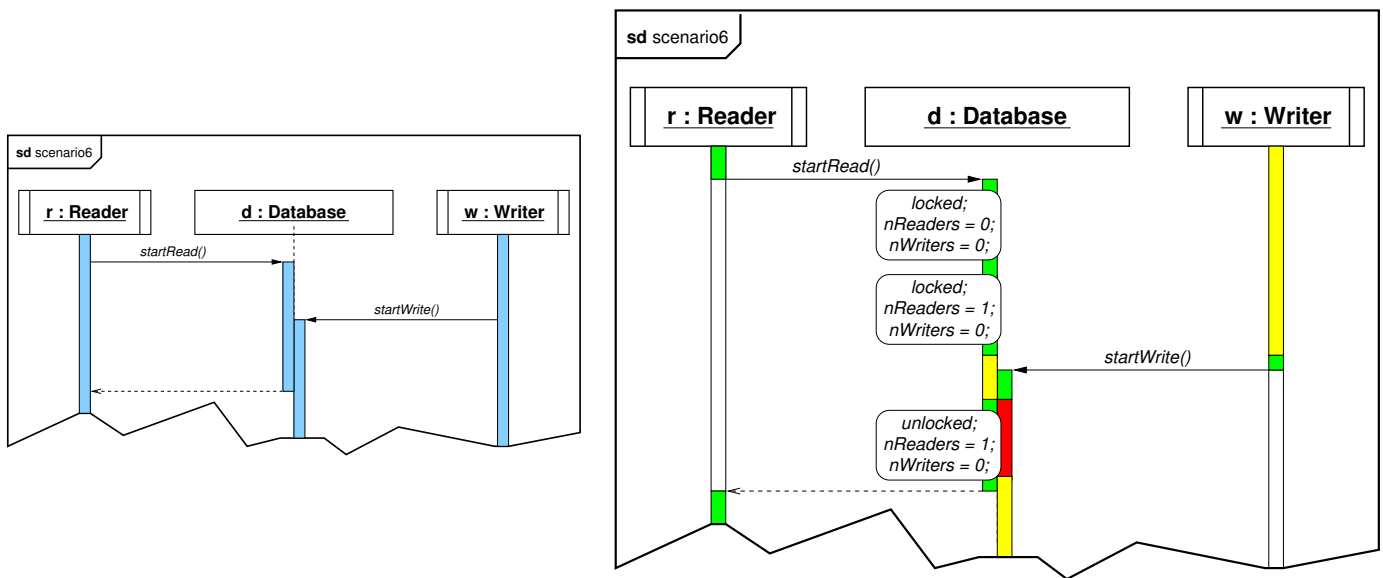 sd scenario6
r : Reader
d : Database
w : Writer
startRead()
startWrite()
sd scenario6
r : Reader
d : Database
w : Writer
startRead()
locked;
nReaders = 0;
nWriters = 0;
locked;
nReaders = 1;
nWriters = 0;
startWrite()
unlocked;
nReaders = 1;
nWriters = 0;